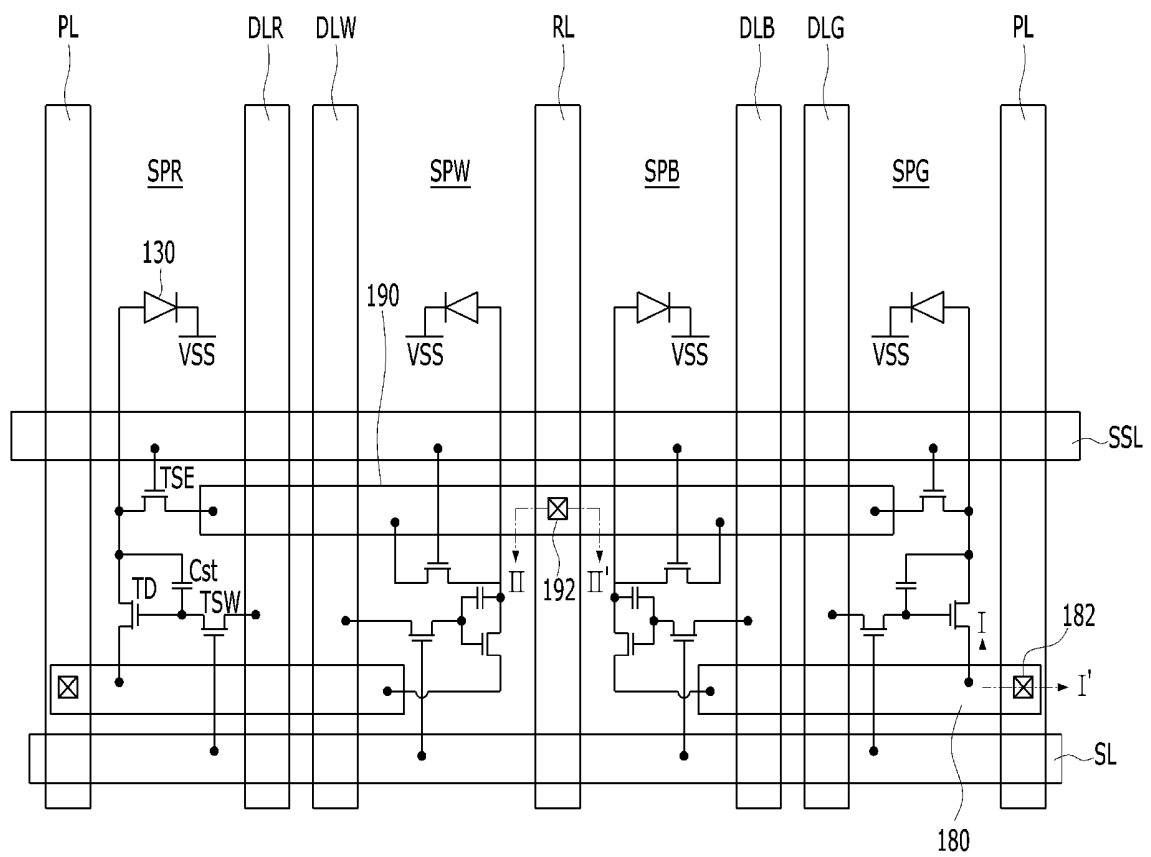 PL DLR DLW RL DLB DLG PL
SPR SPW SPB SPG
130
190
VSS VSS VSS VSS
SSL
TSE
Cst
TD
TSW
II II' 192
I 182
I'
SL
180